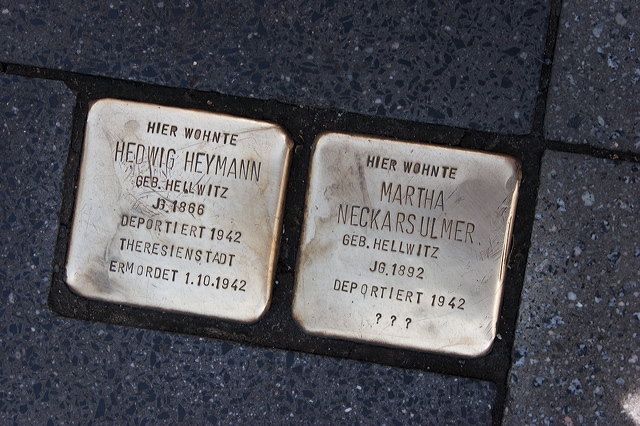 HIER WOHNTE
HEDWIG HEYMANN
GEB. HELLWITZ
JG. 1866
DEPORTIERT 1942
THERESIENSTADT
ERMORDET 1.10.1942
HIER WOHNTE
MARTHA
NECKARSULMER
GEB. HELLWITZ
JG. 1892
DEPORTIERT 1942
? ? ?